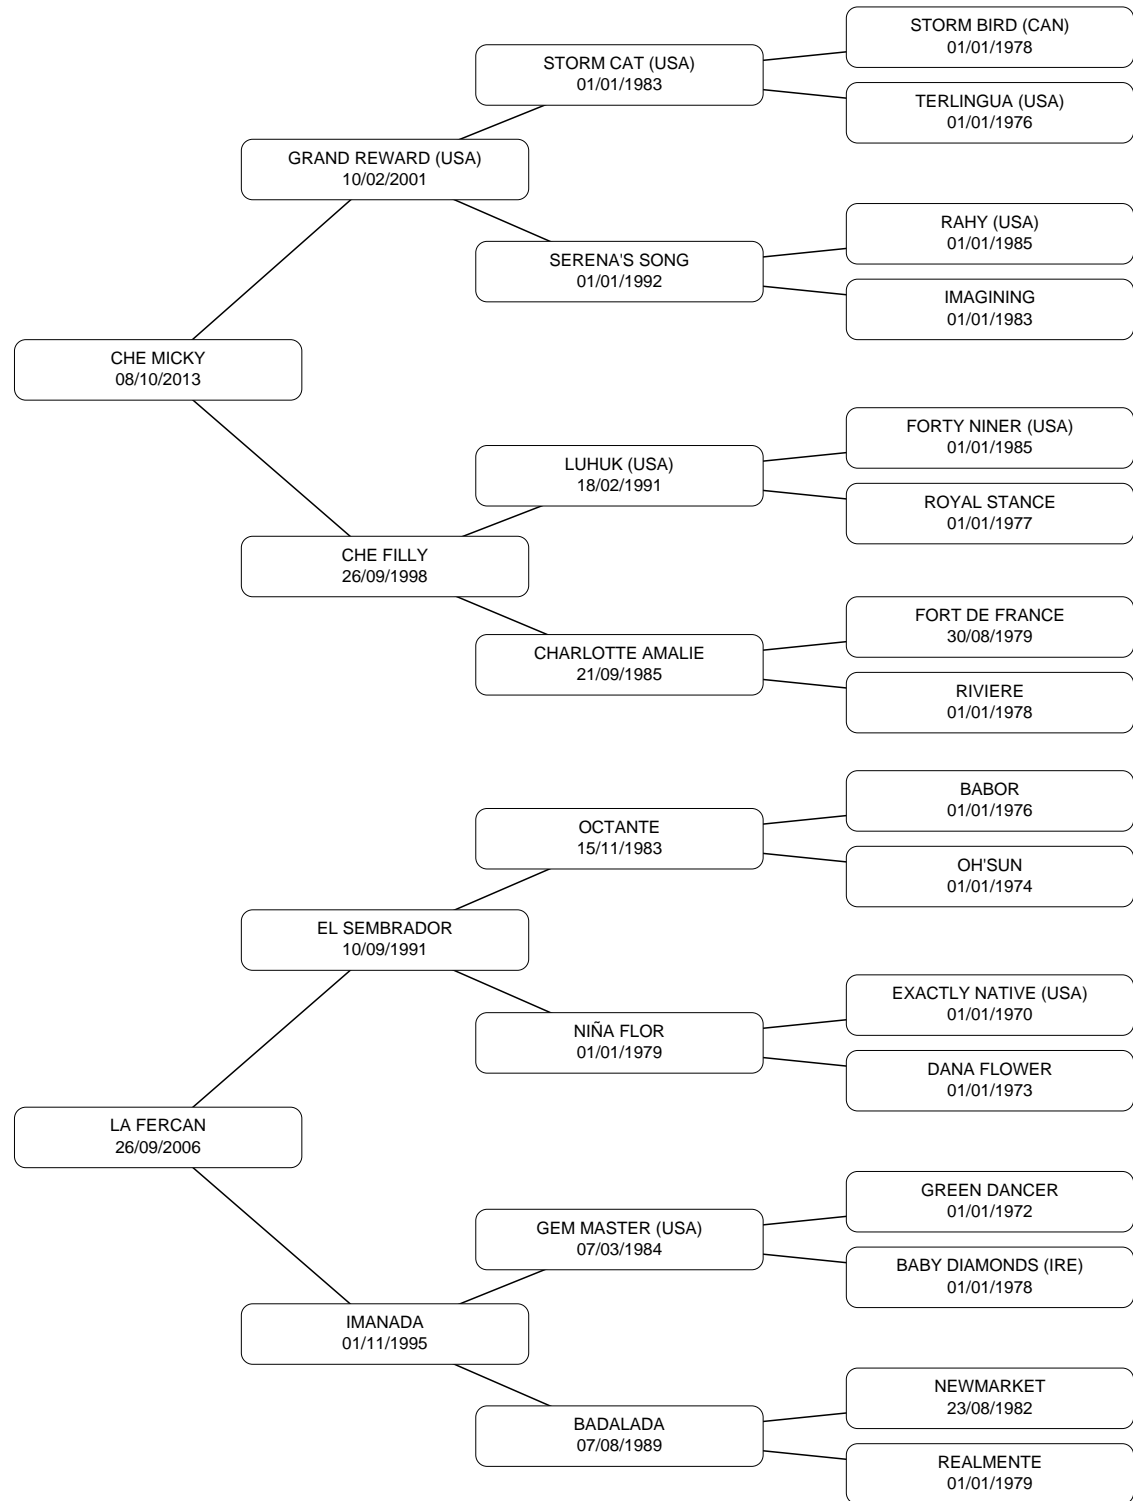 STORM BIRD (CAN)
01/01/1978
STORM CAT (USA)
01/01/1983
TERLINGUA (USA)
01/01/1976
GRAND REWARD (USA)
10/02/2001
RAHY (USA)
01/01/1985
SERENA'S SONG
01/01/1992
IMAGINING
01/01/1983
CHE MICKY
08/10/2013
FORTY NINER (USA)
01/01/1985
LUHUK (USA)
18/02/1991
ROYAL STANCE
01/01/1977
CHE FILLY
26/09/1998
FORT DE FRANCE
30/08/1979
CHARLOTTE AMALIE
21/09/1985
RIVIERE
01/01/1978
BABOR
01/01/1976
OCTANTE
15/11/1983
OH'SUN
01/01/1974
EL SEMBRADOR
10/09/1991
EXACTLY NATIVE (USA)
01/01/1970
NIÑA FLOR
01/01/1979
DANA FLOWER
01/01/1973
LA FERCAN
26/09/2006
GREEN DANCER
01/01/1972
GEM MASTER (USA)
07/03/1984
BABY DIAMONDS (IRE)
01/01/1978
IMANADA
01/11/1995
NEWMARKET
23/08/1982
BADALADA
07/08/1989
REALMENTE
01/01/1979